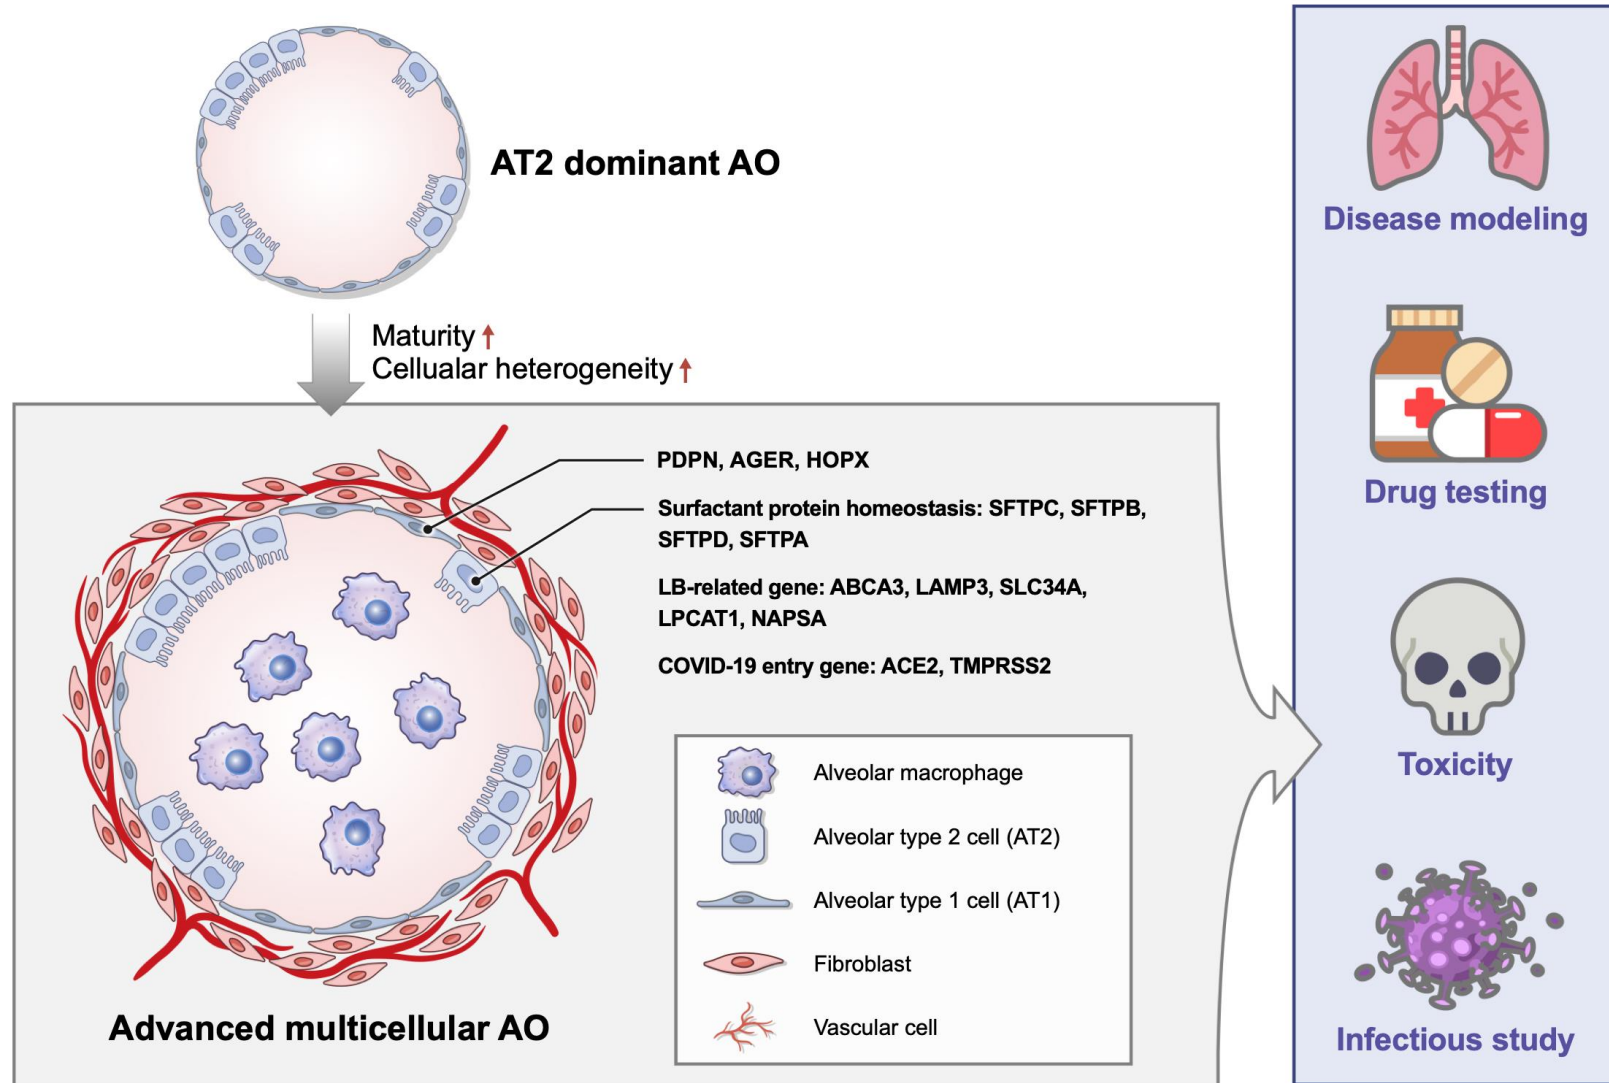 AT2 dominant AO
Maturity↑
Cellualar heterogeneity↑
PDPN, AGER, HOPX
Surfactant protein homeostasis: SFTPC, SFTPB,
SFTPD, SFTPA
LB-related gene: ABCA3, LAMP3, SLC34A,
LPCAT1, NAPSA
COVID-19 entry gene: ACE2, TMPRSS2
Alveolar macrophage
Alveolar type 2 cell (AT2)
Alveolar type 1 cell (AT1)
Fibroblast
Vascular cell
Advanced multicellular AO
Disease modeling
Drug testing
Toxicity
Infectious study